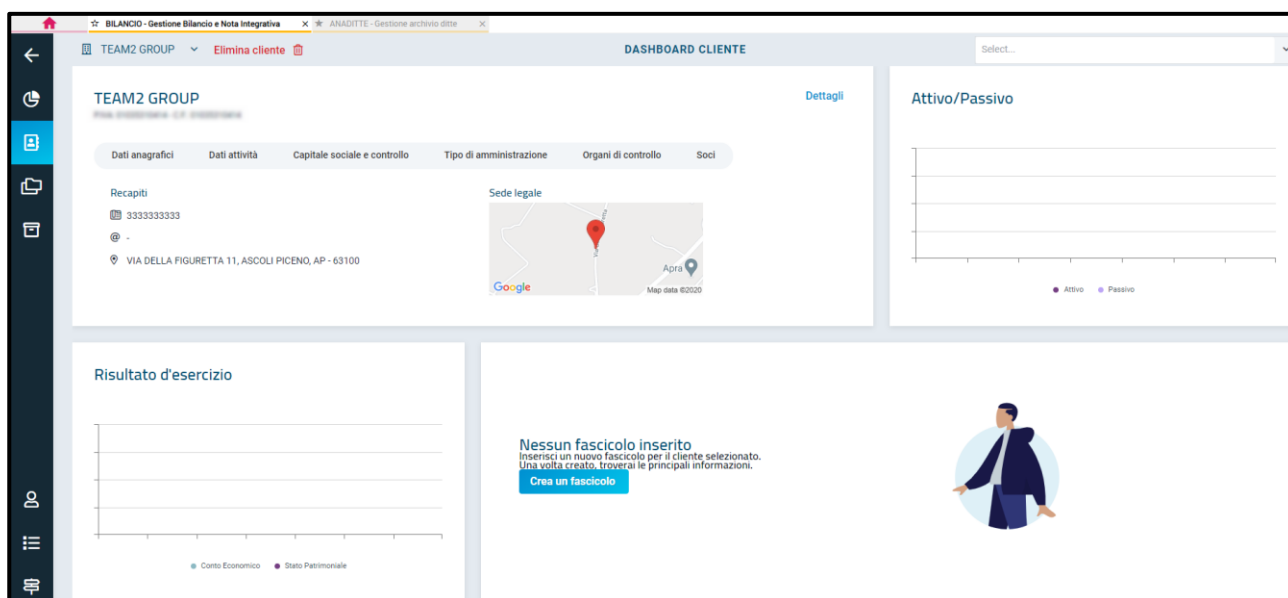 BILANCIO - Gestione Bilancio e Nota Integrativa
ANADITTE - Gestione archivio ditte
TEAM2 GROUP
Elimina cliente
DASHBOARD CLIENTE
Select...
TEAM2 GROUP
Dettagli
Dati anagrafici
Dati attività
Capitale sociale e controllo
Tipo di amministrazione
Organi di controllo
Soci
Recapiti
3333333333
@ -
VIA DELLA FIGURETTA 11, ASCOLI PICENO, AP - 63100
Sede legale
Apra
Google
Map data ©2020
Attivo/Passivo
Attivo
Passivo
Risultato d'esercizio
Conto Economico
Stato Patrimoniale
Nessun fascicolo inserito
Inserisci un nuovo fascicolo per il cliente selezionato.
Una volta creato, troverai le principali informazioni.
Crea un fascicolo